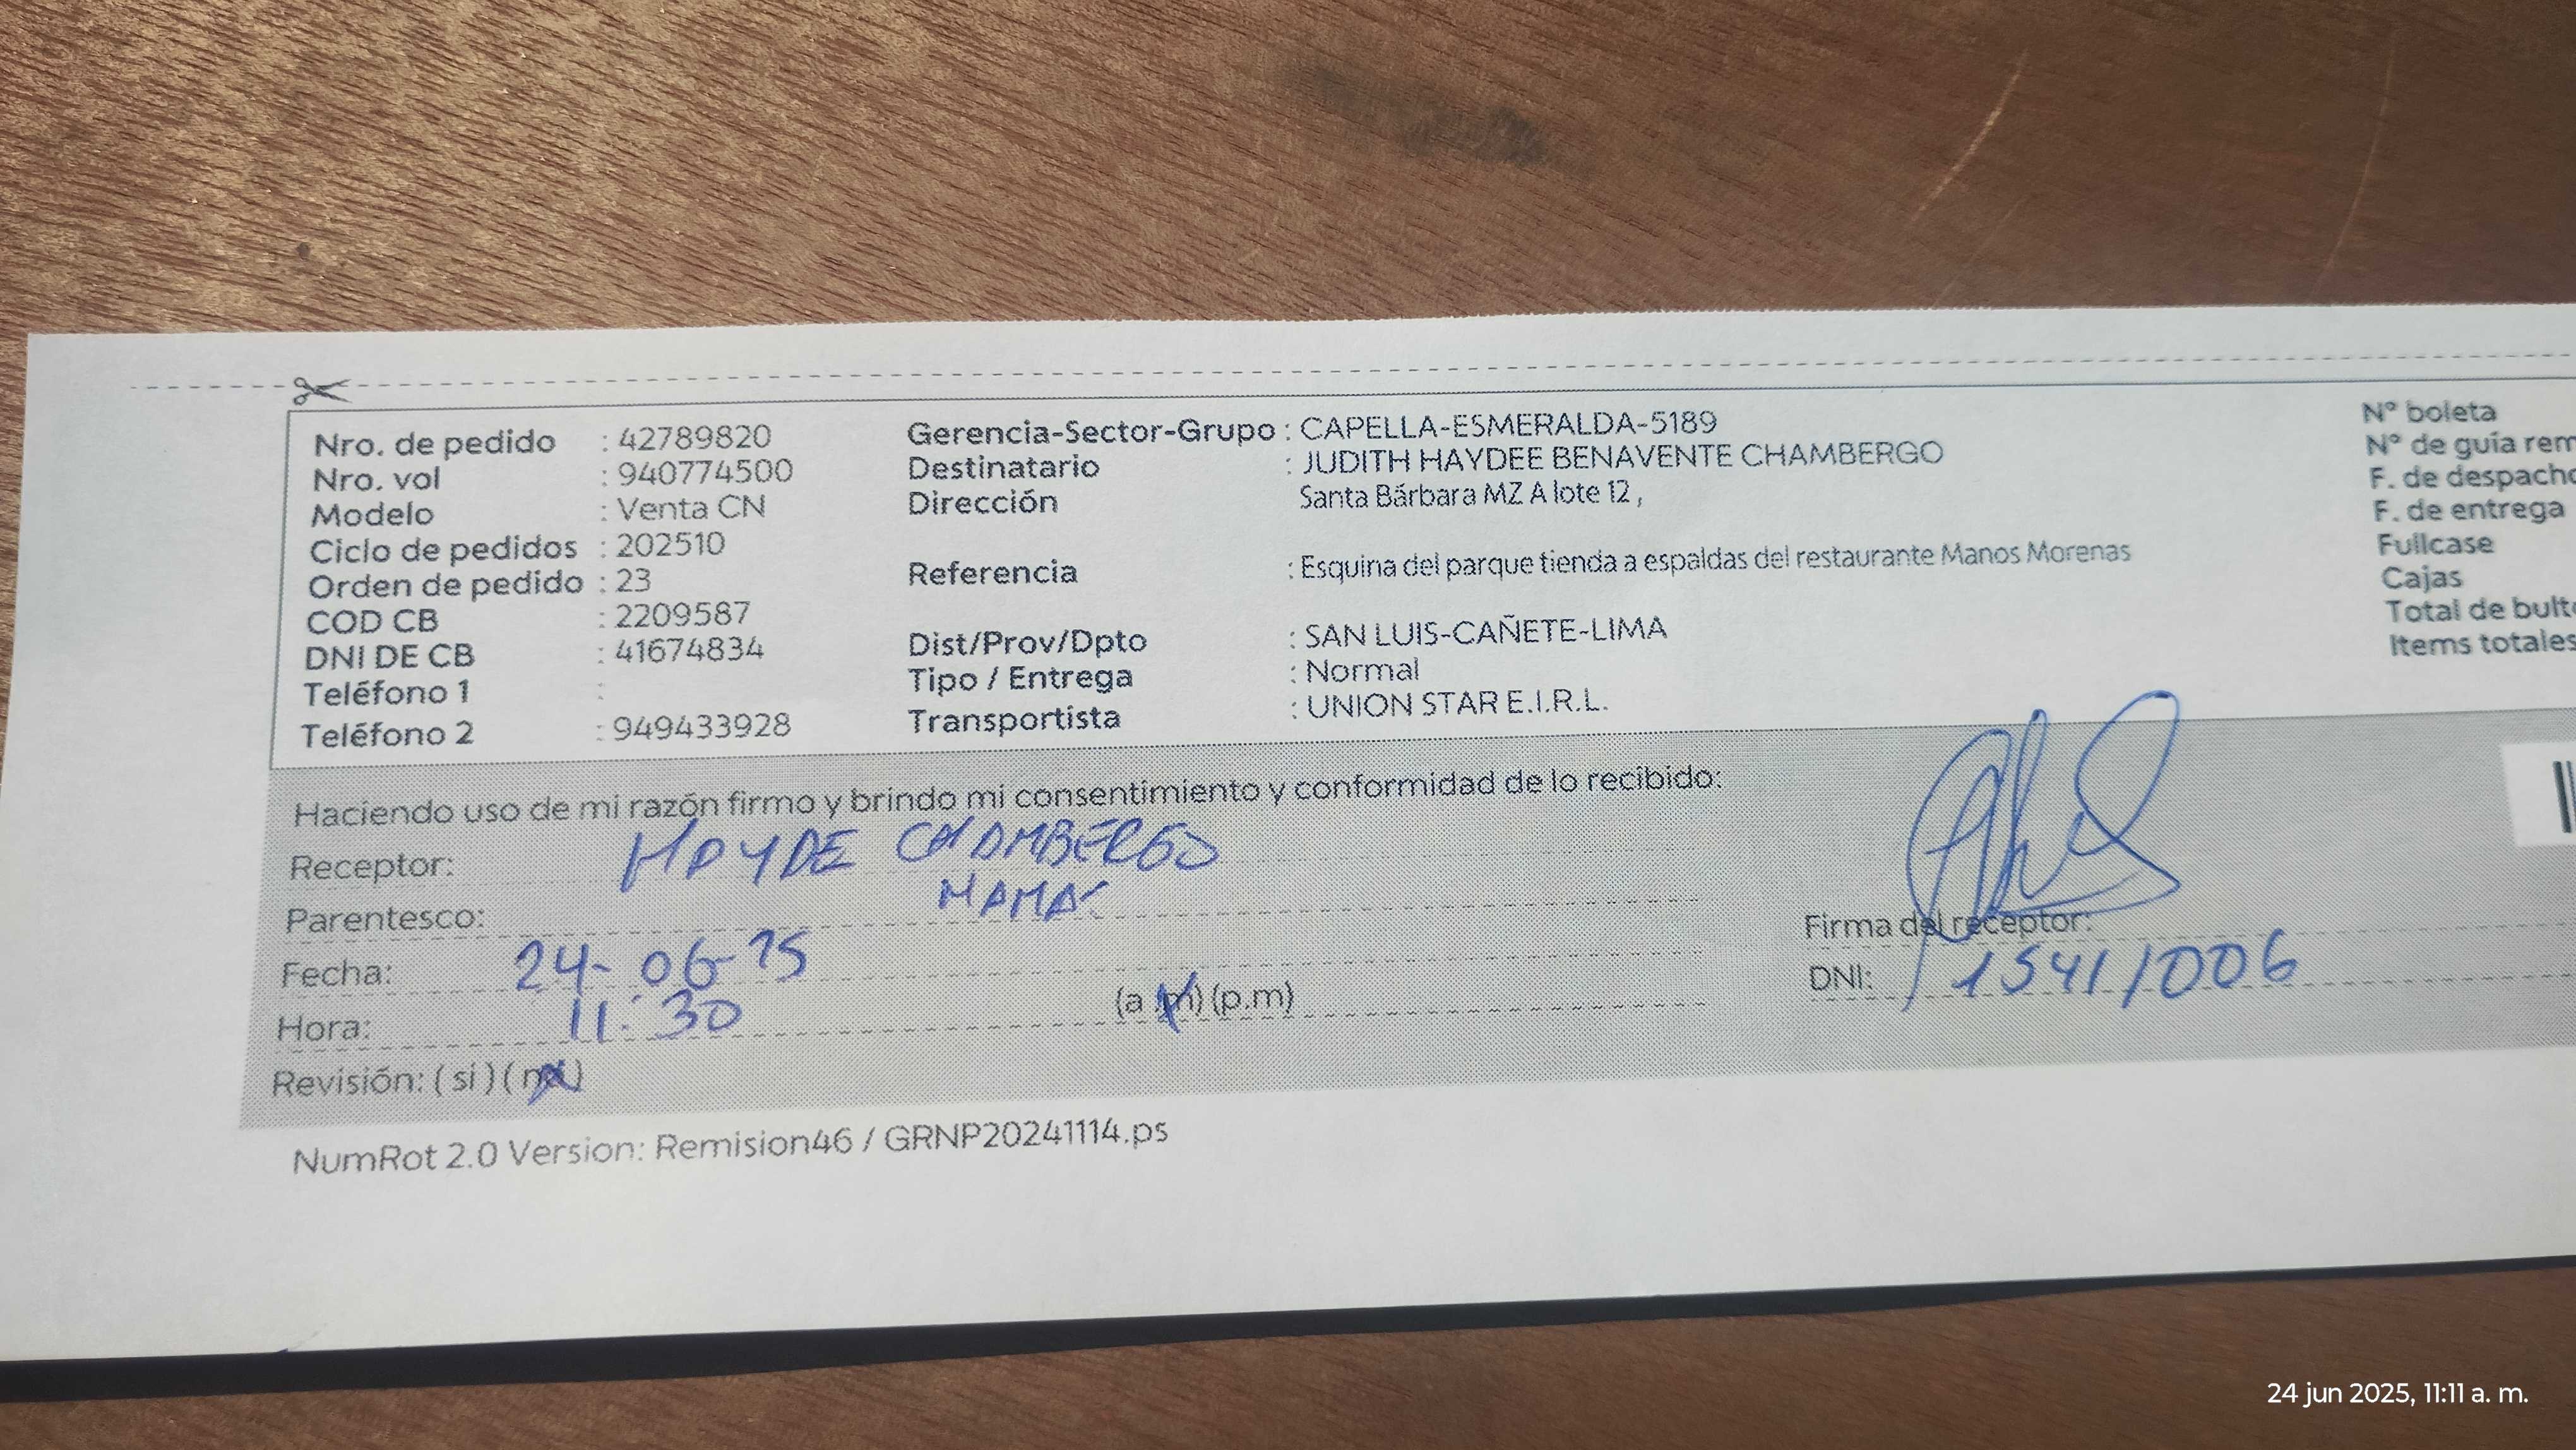 Nro. de pedido : 42789820
Nro. vol : 940774500
Modelo : Venta CN
Ciclo de pedidos : 202510
Orden de pedido : 23
COD CB : 2209587
DNI DE CB : 41674834
Teléfono 1 :
Teléfono 2 : 949433928
Gerencia-Sector-Grupo : CAPELLA-ESMERALDA-5189
Destinatario : JUDITH HAYDEE BENAVENTE CHAMBERGO
Dirección Santa Bárbara MZ A lote 12 ,
Referencia : Esquina del parque tienda a espaldas del restaurante Manos Morenas
Dist/Prov/Dpto : SAN LUIS-CAÑETE-LIMA
Tipo / Entrega : Normal
Transportista : UNION STAR E.I.R.L.
N° boleta
N° de guía rem
F. de despacho
F. de entrega
Fullcase
Cajas
Total de bulto
Items totales
Haciendo uso de mi razón firmo y brindo mi consentimiento y conformidad de lo recibido:
Receptor: HAYDE CHAMBERGO
Parentesco: MAMÁ
Fecha: 24-06-25
Hora: 11:30 (a.m) (p.m)
Revisión: ( si ) ( no )
Firma del receptor:
DNI: 15411006
NumRot 2.0 Version: Remision46 / GRNP20241114.ps
24 jun 2025, 11:11 a. m.